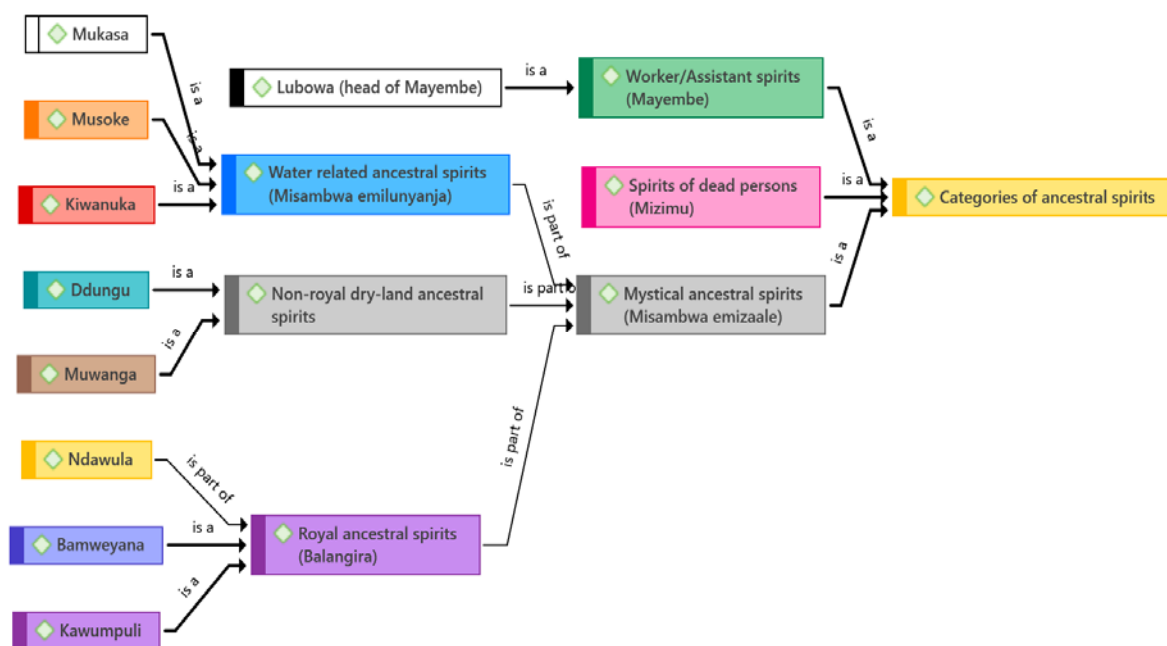 Mukasa
is a
Lubowa (head of Mayembe)
is a
Worker/Assistant spirits
(Mayembe)
Musoke
is a
is a
Water related ancestral spirits
(Misambwa emilunyanja)
Spirits of dead persons
(Mizimu)
is a
Categories of ancestral spirits
Kiwanuka
is a
is part of
is a
Ddungu
is a
Non-royal dry-land ancestral
spirits
is part o
Mystical ancestral spirits
(Misambwa emizaale)
Muwanga
is a
Ndawula
is part of
is part of
Bamweyana
is a
Royal ancestral spirits
(Balangira)
Kawumpuli
is a